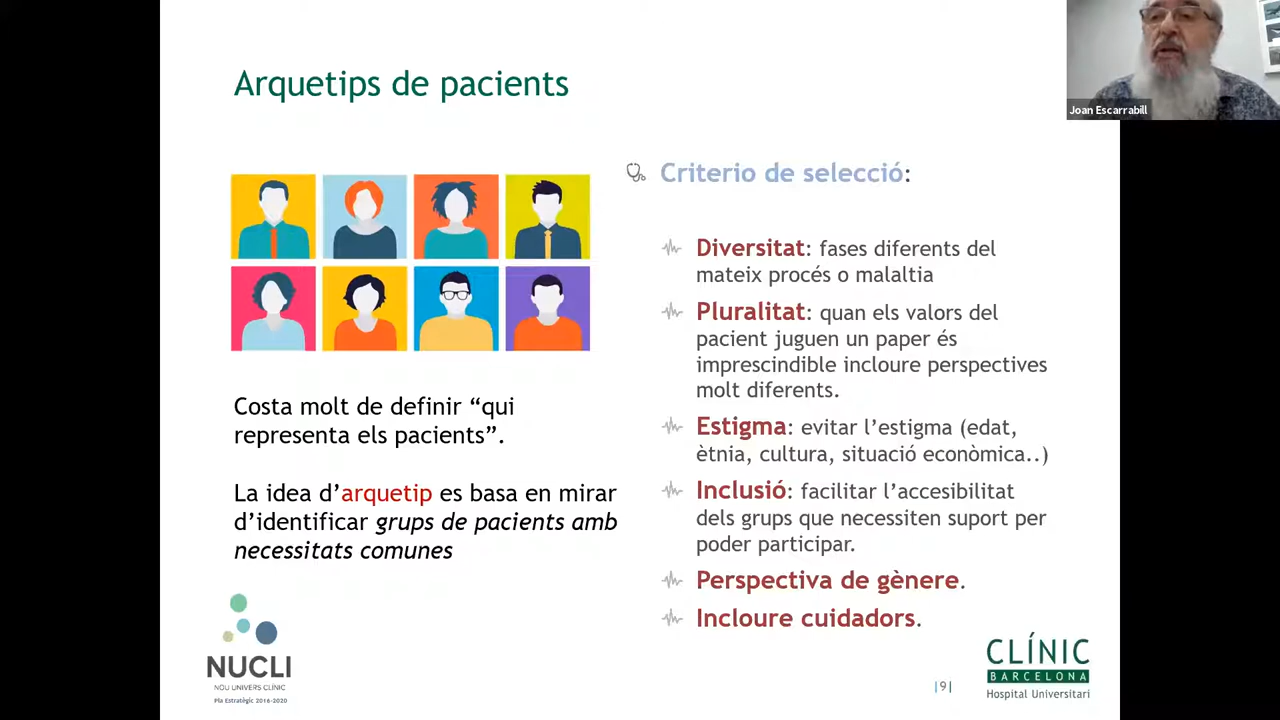 Arquetips de pacients
Joan Escarrabill
Costa molt de definir “qui
representa els pacients”.
La idea d’arquetip es basa en mirar
d’identificar grups de pacients amb
necessitats comunes
Criterio de selecció:
Diversitat: fases diferents del
mateix procés o malaltia
Pluralitat: quan els valors del
pacient juguen un paper és
imprescindible incloure perspectives
molt diferents.
Estigma: evitar l’estigma (edat,
ètnia, cultura, situació econòmica..)
Inclusió: facilitar l’accesibilitat
dels grups que necessiten suport per
poder participar.
Perspectiva de gènere.
Incloure cuidadors.
NUCLI
NOU UNIVERS CLÍNIC
Pla Estratègic 2016-2020
|9|
CLÍNIC
BARCELONA
Hospital Universitari